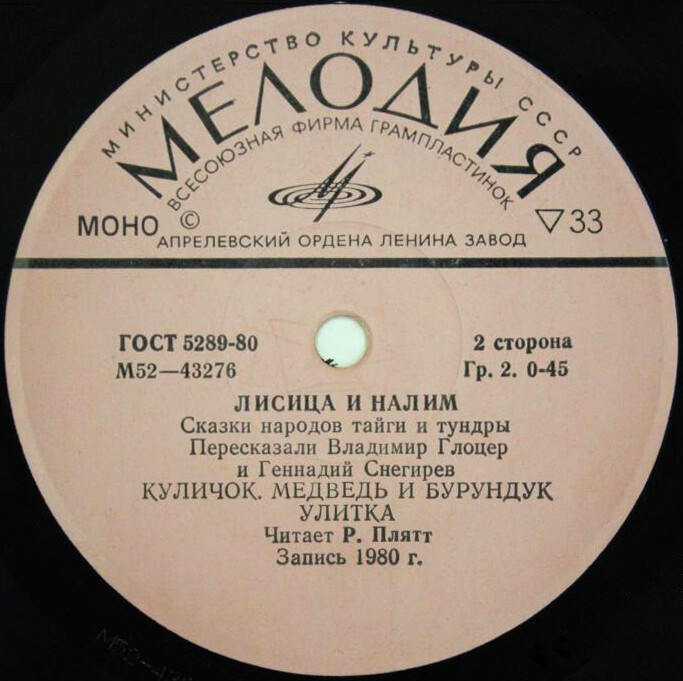 МИНИСТЕРСТВО КУЛЬТУРЫ СССР
МЕЛОДИЯ
ВСЕСОЮЗНАЯ ФИРМА ГРАМПЛАСТИНОК
МОНО © ▽ 33
АПРЕЛЕВСКИЙ ОРДЕНА ЛЕНИНА ЗАВОД
ГОСТ 5289-80
2 сторона
М52—43276
Гр. 2. 0-45
ЛИСИЦА И НАЛИМ
Сказки народов тайги и тундры
Пересказали Владимир Глоцер
и Геннадий Снегирев
КУЛИЧОК. МЕДВЕДЬ И БУРУНДУК
УЛИТКА
Читает Р. Плятт
Запись 1980 г.